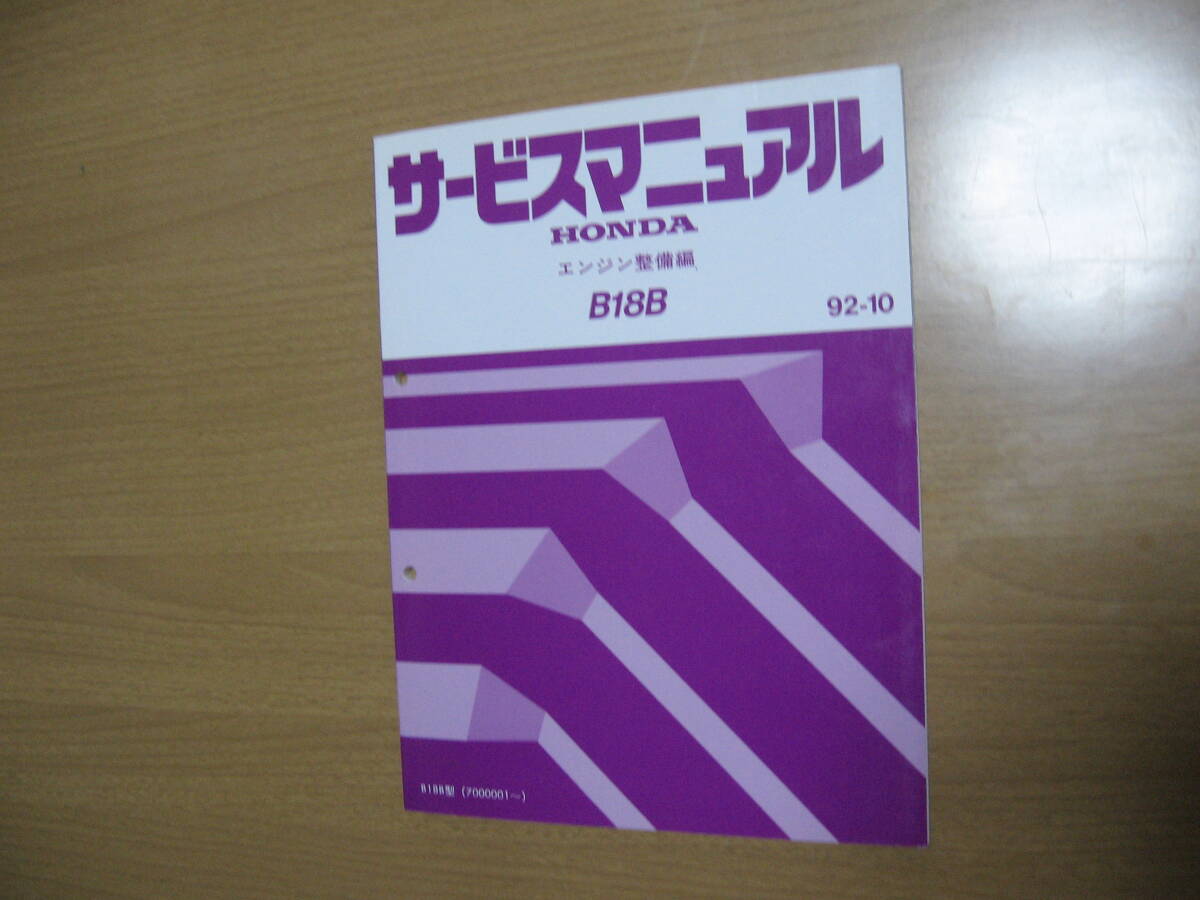 サービスマニュアル
HONDA
エンジン整備編
B18B
92-10
B18B型 (7000001～)